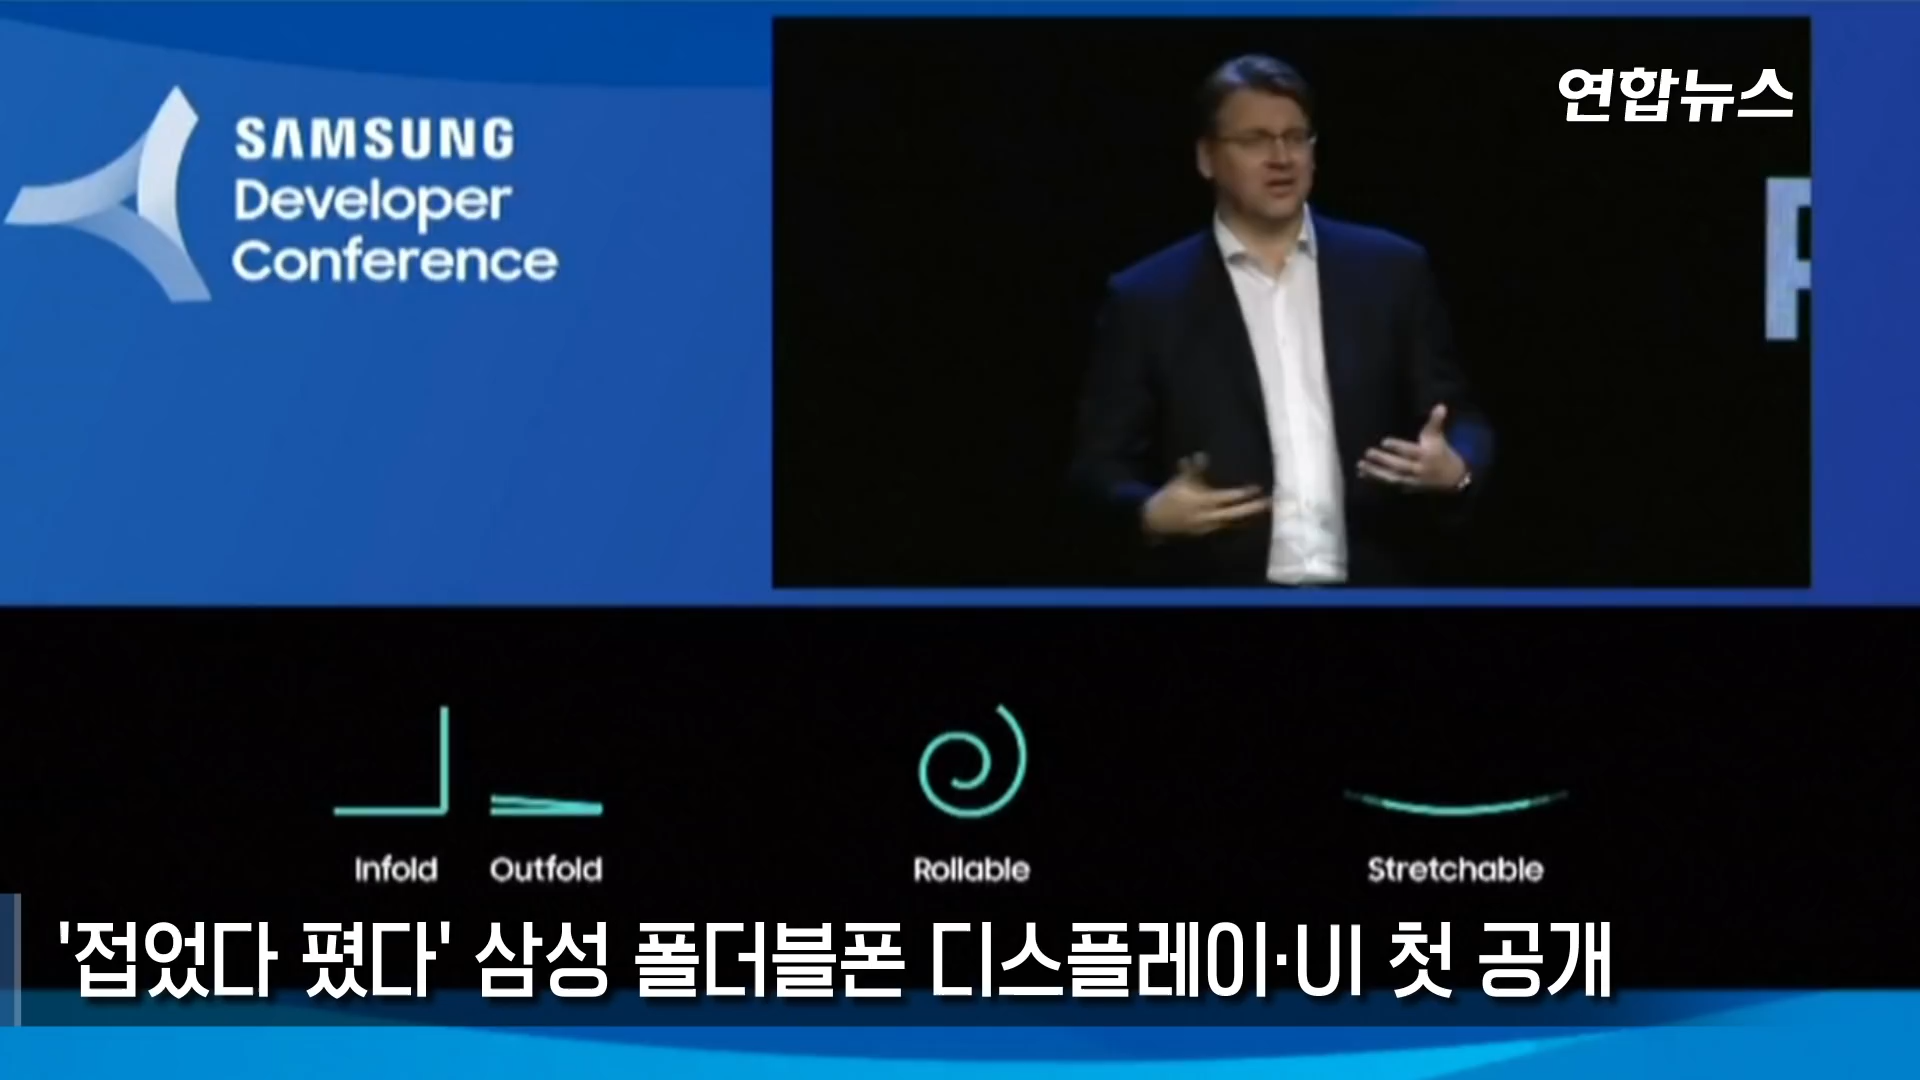 SAMSUNG
Developer
Conference
연합뉴스
Infold
Outfold
Rollable
Stretchable
'접었다 폈다' 삼성 폴더블폰 디스플레이·UI 첫 공개